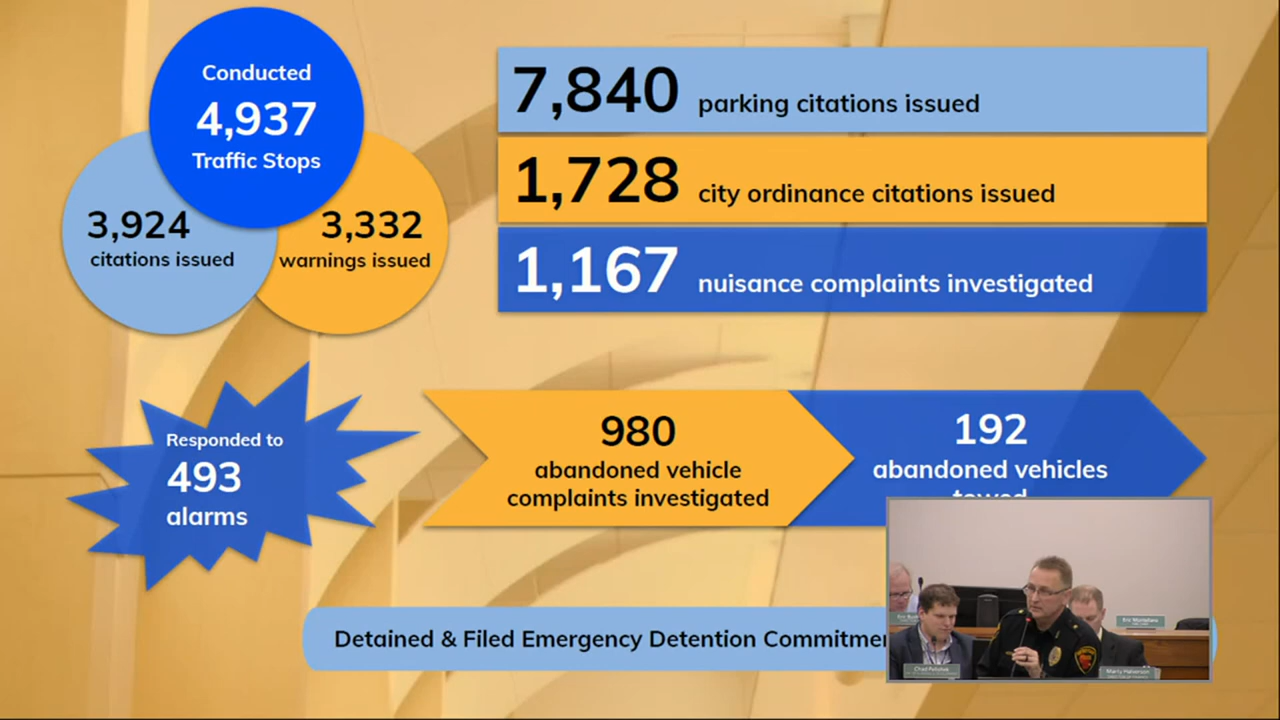 Conducted
4,937
Traffic Stops
3,924
citations issued
3,332
warnings issued
7,840 parking citations issued
1,728 city ordinance citations issued
1,167 nuisance complaints investigated
Responded to
493
alarms
980
abandoned vehicle
complaints investigated
192
abandoned vehicles
towed
Detained & Filed Emergency Detention